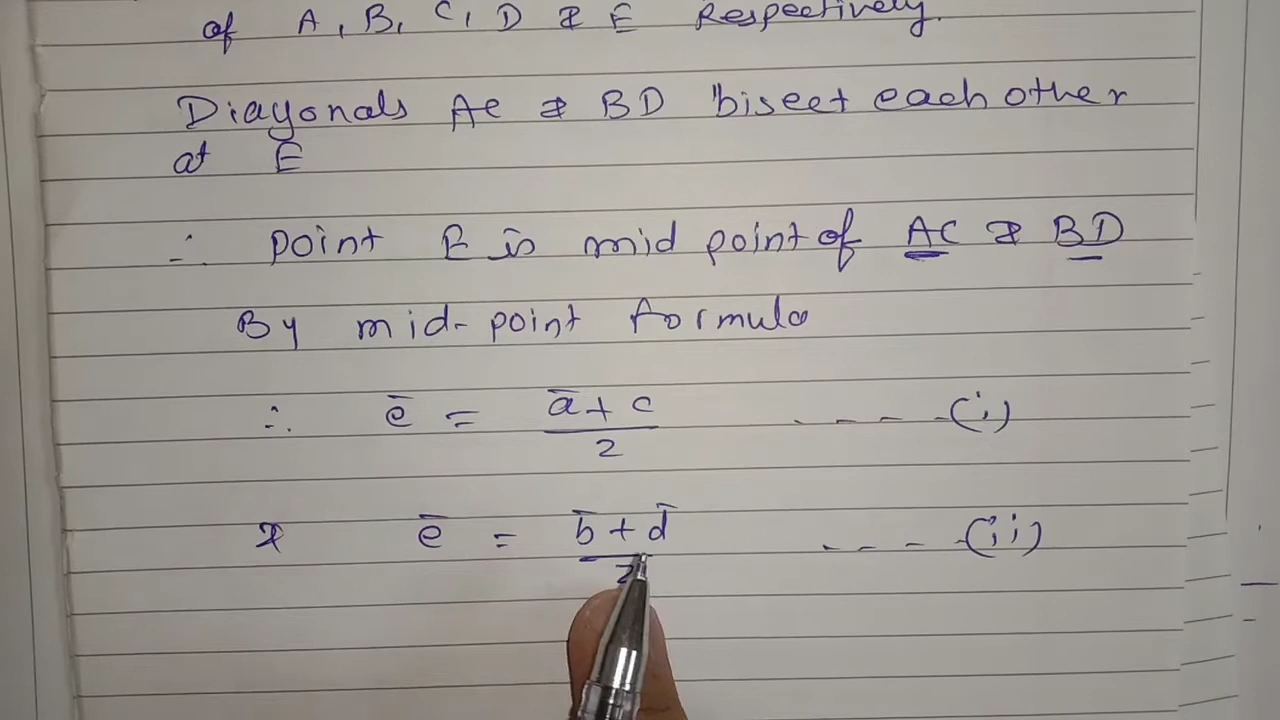 of A, B, C, D & E Respectively.
Diagonals AC & BD bisect each other
at E
∴ point E is mid point of AC & BD
By mid-point formula
∴ e̅ = a̅ + c / 2 - - - - (i)
& e̅ = b̅ + d̅ / 2 - - - - (ii)